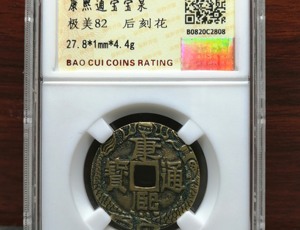 康熙通宝宝泉
极美82 后刻花
27.8*1mm*4.4g
BAO CUI COINS RATING
B0820C2808
康熙通寶